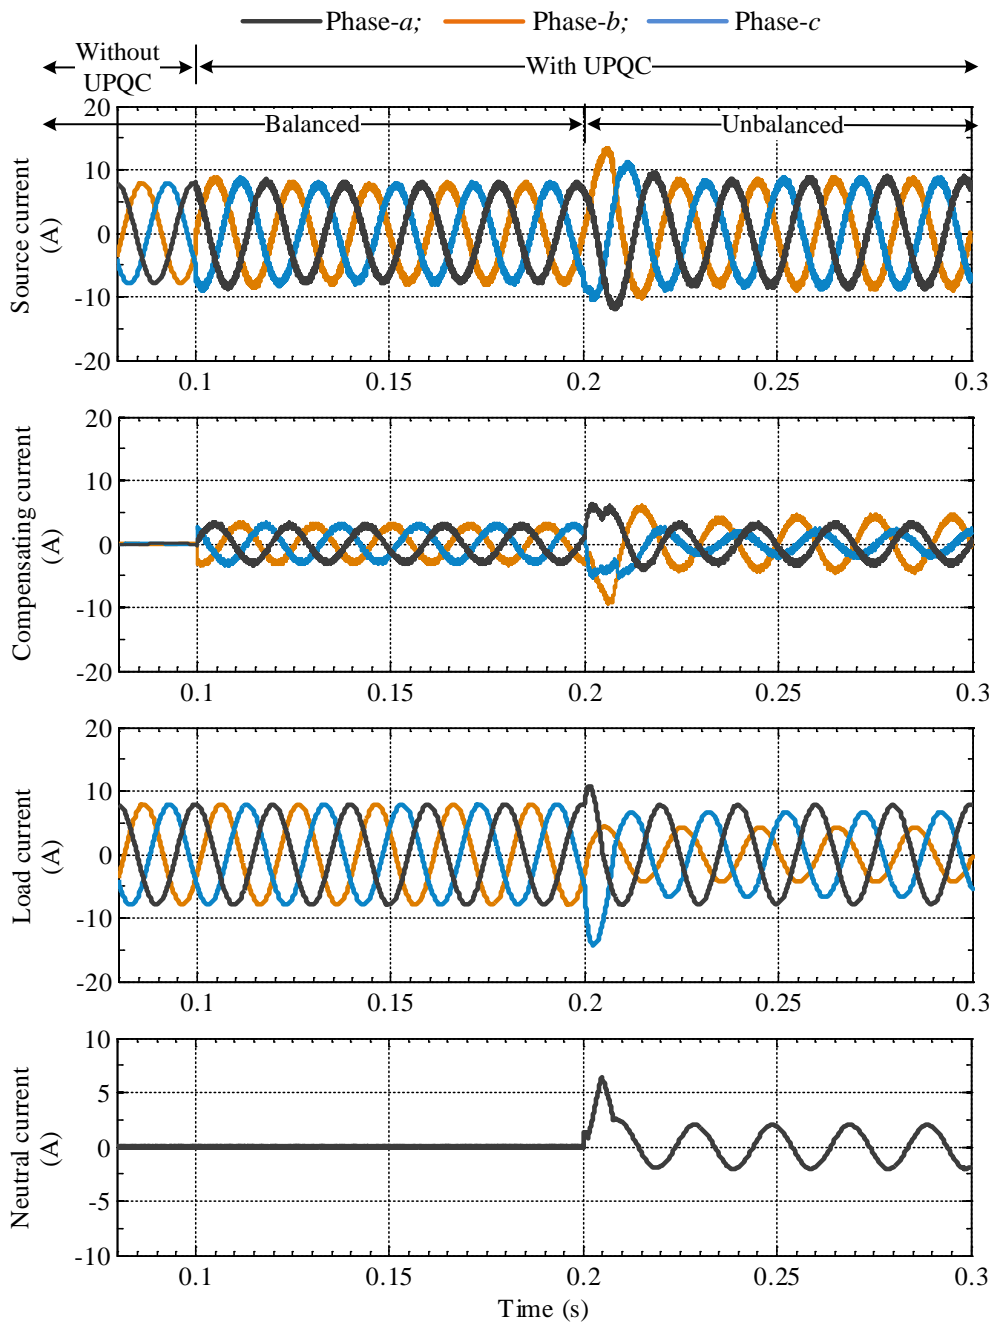 Phase-a; Phase-b; Phase-c
Without UPQC
With UPQC
Balanced
Unbalanced
Source current (A)
20
10
0
-10
-20
0.1 0.15 0.2 0.25 0.3
Compensating current (A)
20
10
0
-10
-20
0.1 0.15 0.2 0.25 0.3
Load current (A)
20
10
0
-10
20
0.1 0.15 0.2 0.25 0.3
Neutral current (A)
10
5
0
-5
-10
0.1 0.15 0.2 0.25 0.3
Time (s)